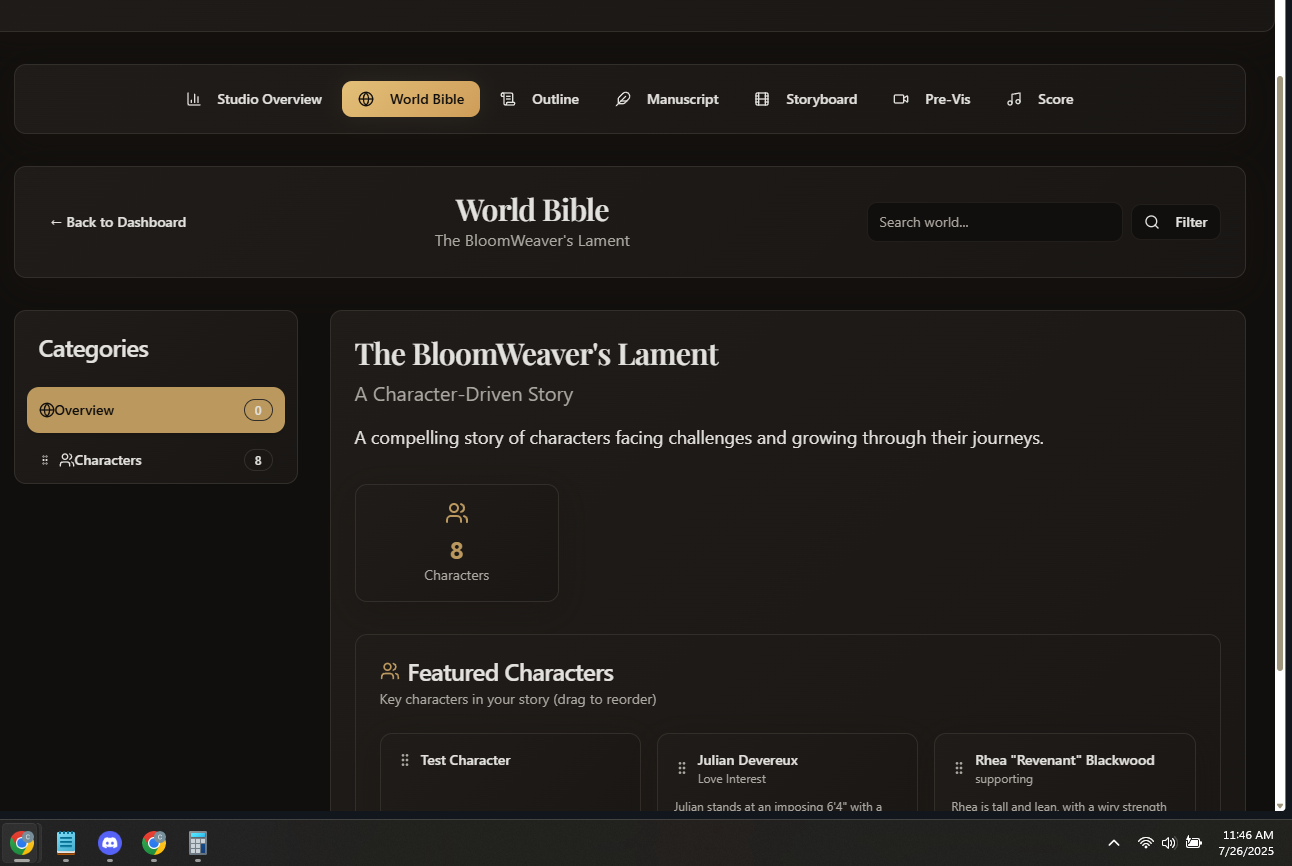 Studio Overview
World Bible
Outline
Manuscript
Storyboard
Pre-Vis
Score
← Back to Dashboard
World Bible
The BloomWeaver's Lament
Search world...
Filter
Categories
Overview
0
Characters
8
The BloomWeaver's Lament
A Character-Driven Story
A compelling story of characters facing challenges and growing through their journeys.
8
Characters
Featured Characters
Key characters in your story (drag to reorder)
Test Character
Julian Devereux
Love Interest
Julian stands at an imposing 6'4" with a
Rhea "Revenant" Blackwood
supporting
Rhea is tall and lean, with a wiry strength
11:46 AM
7/26/2025